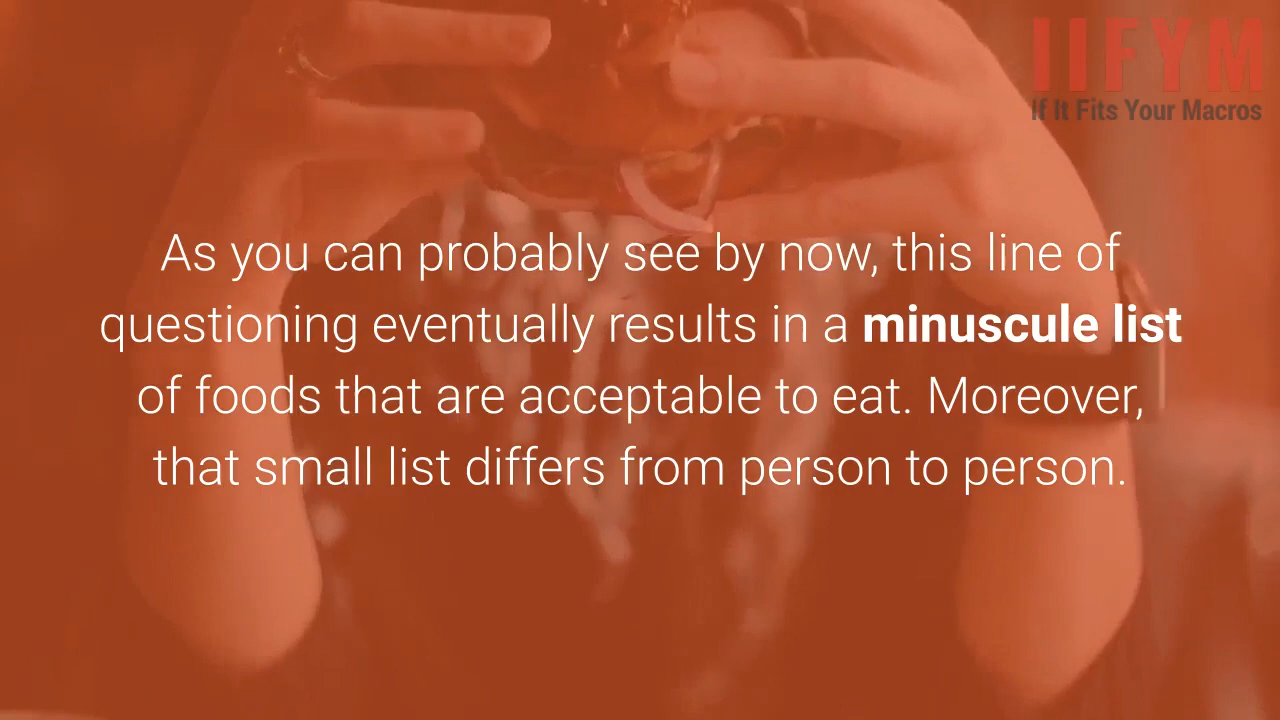 IIFYM
If It Fits Your Macros
As you can probably see by now, this line of
questioning eventually results in a minuscule list
of foods that are acceptable to eat. Moreover,
that small list differs from person to person.